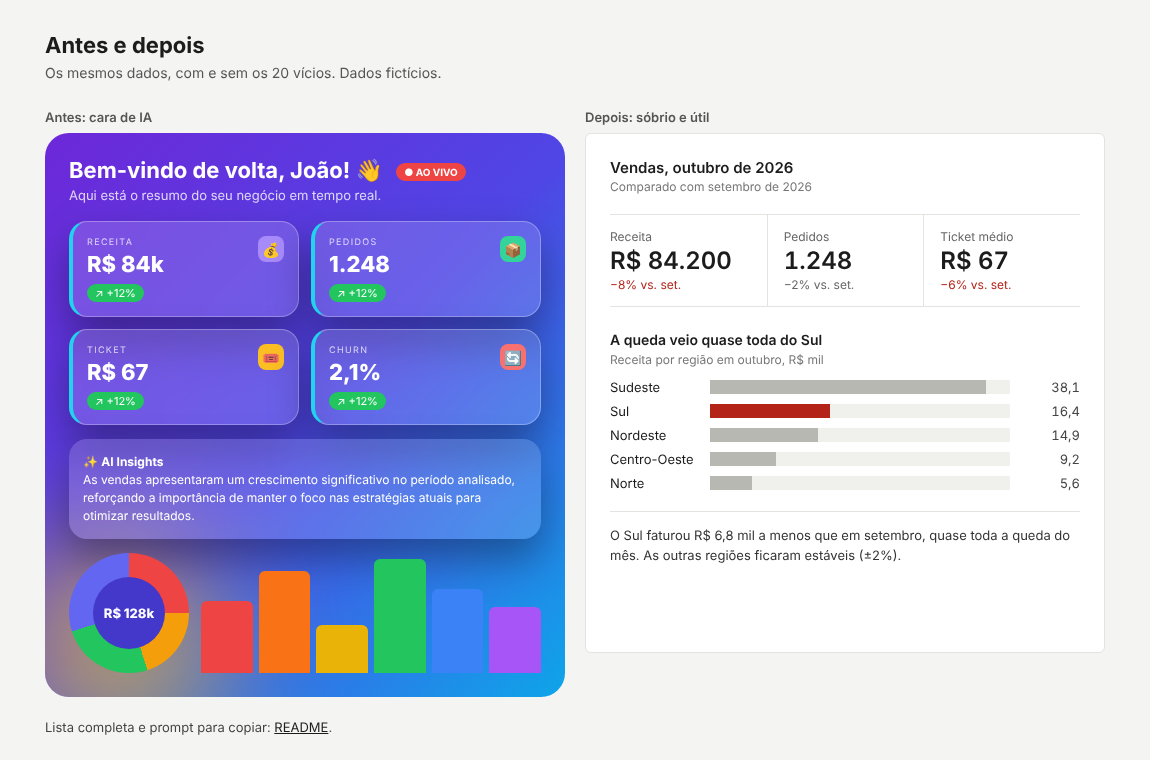 Antes e depois
Os mesmos dados, com e sem os 20 vícios. Dados fictícios.
Antes: cara de IA
Bem-vindo de volta, João! 👋
AO VIVO
Aqui está o resumo do seu negócio em tempo real.
RECEITA
R$ 84k
↗ +12%
PEDIDOS
1.248
↗ +12%
TICKET
R$ 67
↗ +12%
CHURN
2,1%
↗ +12%
✨ AI Insights
As vendas apresentaram um crescimento significativo no período analisado,
reforçando a importância de manter o foco nas estratégias atuais para
otimizar resultados.
R$ 128k
Depois: sóbrio e útil
Vendas, outubro de 2026
Comparado com setembro de 2026
Receita
R$ 84.200
−8% vs. set.
Pedidos
1.248
−2% vs. set.
Ticket médio
R$ 67
−6% vs. set.
A queda veio quase toda do Sul
Receita por região em outubro, R$ mil
Sudeste 38,1
Sul 16,4
Nordeste 14,9
Centro-Oeste 9,2
Norte 5,6
O Sul faturou R$ 6,8 mil a menos que em setembro, quase toda a queda do
mês. As outras regiões ficaram estáveis (±2%).
Lista completa e prompt para copiar: README.